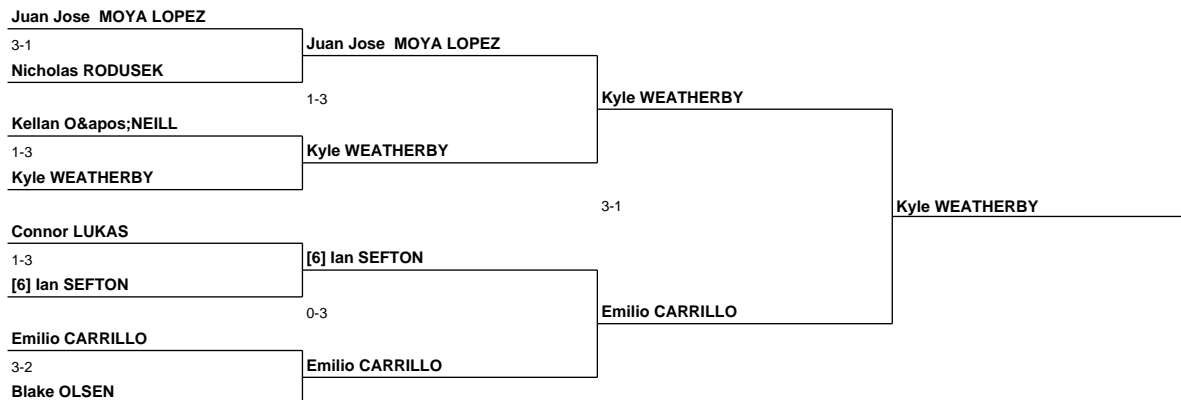 Juan Jose  MOYA LOPEZ
3-1
Nicholas RODUSEK
Juan Jose  MOYA LOPEZ
1-3
Kellan O&apos;NEILL
1-3
Kyle WEATHERBY
Kyle WEATHERBY
Kyle WEATHERBY
3-1
Kyle WEATHERBY
Connor LUKAS
1-3
[6] Ian SEFTON
[6] Ian SEFTON
0-3
Emilio CARRILLO
Emilio CARRILLO
3-2
Blake OLSEN
Emilio CARRILLO